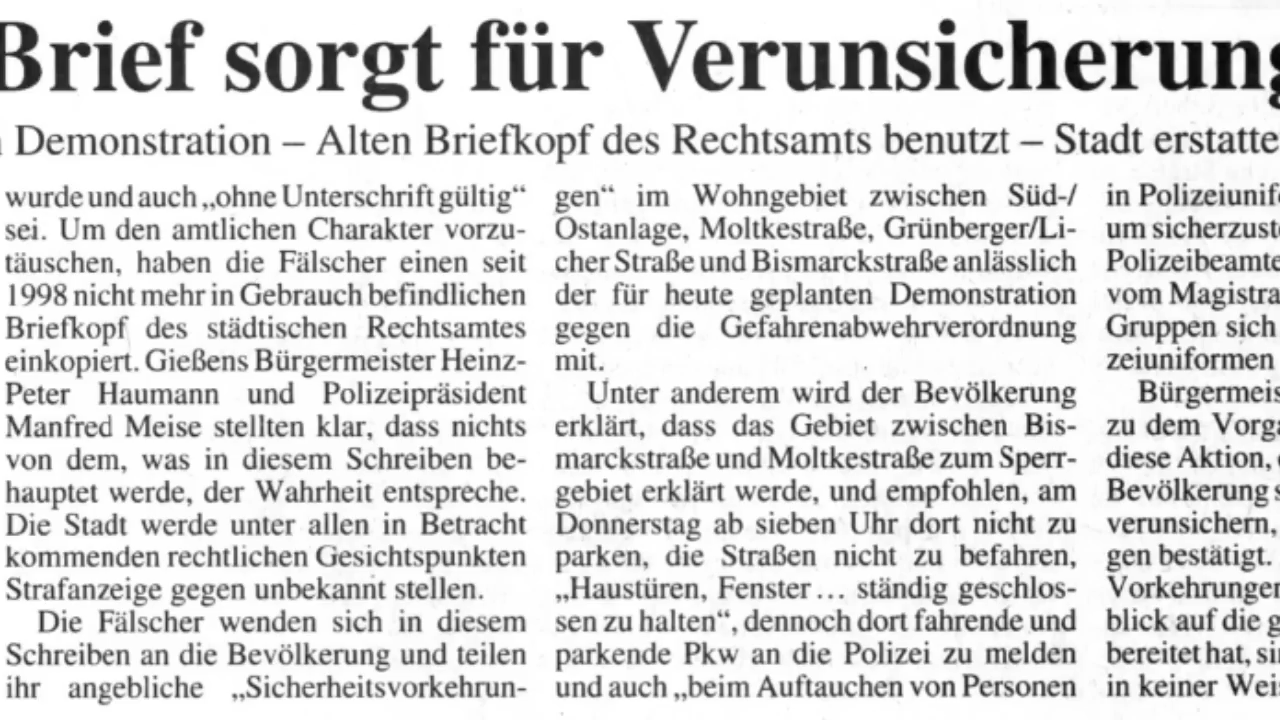 Brief sorgt für Verunsicherung
Demonstration – Alten Briefkopf des Rechtsamts benutzt – Stadt erstatte
wurde und auch „ohne Unterschrift gültig“
sei. Um den amtlichen Charakter vorzu-
täuschen, haben die Fälscher einen seit
1998 nicht mehr in Gebrauch befindlichen
Briefkopf des städtischen Rechtsamtes
einkopiert. Gießens Bürgermeister Heinz-
Peter Haumann und Polizeipräsident
Manfred Meise stellten klar, dass nichts
von dem, was in diesem Schreiben be-
hauptet werde, der Wahrheit entspreche.
Die Stadt werde unter allen in Betracht
kommenden rechtlichen Gesichtspunkten
Strafanzeige gegen unbekannt stellen.
Die Fälscher wenden sich in diesem
Schreiben an die Bevölkerung und teilen
ihr angebliche „Sicherheitsvorkehrun-
gen“ im Wohngebiet zwischen Süd-/
Ostanlage, Moltkestraße, Grünberger/Li-
cher Straße und Bismarckstraße anlässlich
der für heute geplanten Demonstration
gegen die Gefahrenabwehrverordnung
mit.
Unter anderem wird der Bevölkerung
erklärt, dass das Gebiet zwischen Bis-
marckstraße und Moltkestraße zum Sperr-
gebiet erklärt werde, und empfohlen, am
Donnerstag ab sieben Uhr dort nicht zu
parken, die Straßen nicht zu befahren,
„Haustüren, Fenster ... ständig geschlos-
sen zu halten“, dennoch dort fahrende und
parkende Pkw an die Polizei zu melden
und auch „beim Auftauchen von Personen
in Polizeiunif
um sicherzust
Polizeibeamte
vom Magistra
Gruppen sich
zeiuniformen
Bürgermeis
zu dem Vorga
diese Aktion,
Bevölkerung s
verunsichern,
gen bestätigt.
Vorkehrungen
blick auf die g
bereitet hat, sin
in keiner Weis